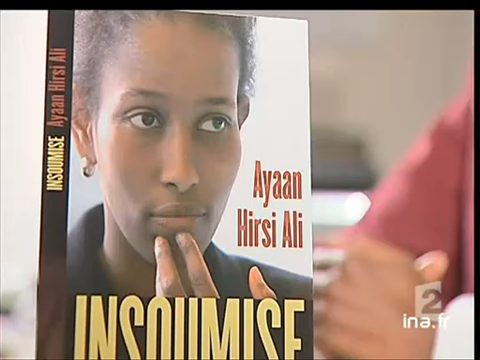 INSOUMISE Ayaan Hirsi Ali
Ayaan
Hirsi Ali
INSOUMISE
2
ina.fr